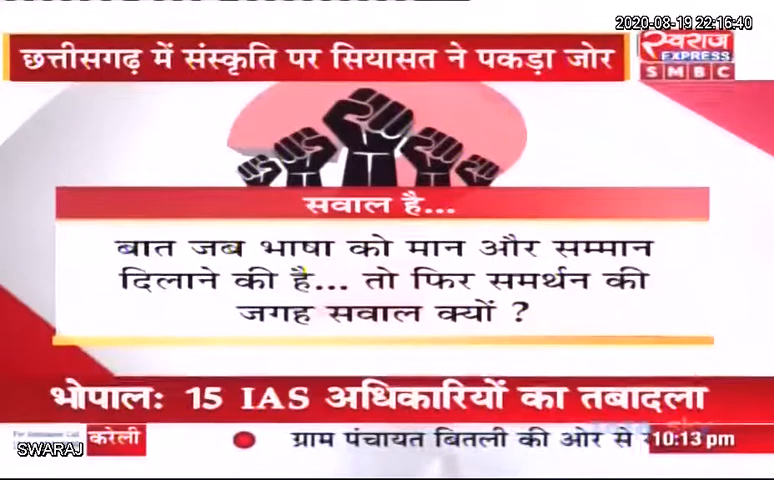 2020-08-19 22:16:40
छत्तीसगढ़ में संस्कृति पर सियासत ने पकड़ा जोर
स्वराज
EXPRESS
SMBC
सवाल है...
बात जब भाषा को मान और सम्मान
दिलाने की है... तो फिर समर्थन की
जगह सवाल क्यों ?
भोपाल: 15 IAS अधिकारियों का तबादला
SWARAJ
करेली
ग्राम पंचायत बितली की ओर से
10:13 pm